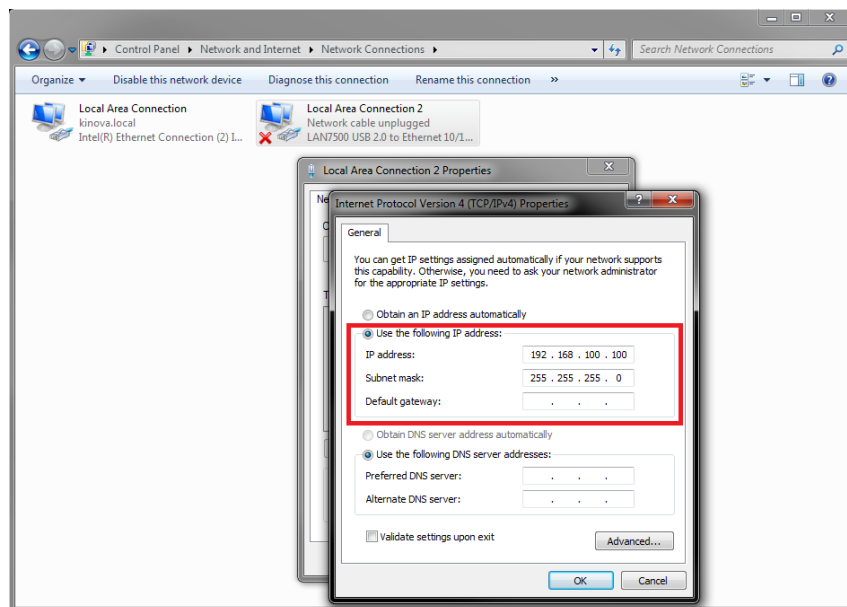 Control Panel Network and Internet Network Connections
Search Network Connections
Organize Disable this network device Diagnose this connection Rename this connection »
Local Area Connection
kinova.local
Intel(R) Ethernet Connection (2) I...
Local Area Connection 2
Network cable unplugged
LAN7500 USB 2.0 to Ethernet 10/1...
Local Area Connection 2 Properties
Ne
Internet Protocol Version 4 (TCP/IPv4) Properties
C
T
General
You can get IP settings assigned automatically if your network supports
this capability. Otherwise, you need to ask your network administrator
for the appropriate IP settings.
Obtain an IP address automatically
Use the following IP address:
IP address: 192 . 168 . 100 . 100
Subnet mask: 255 . 255 . 255 . 0
Default gateway: . . .
Obtain DNS server address automatically
Use the following DNS server addresses:
Preferred DNS server: . . .
Alternate DNS server: . . .
Validate settings upon exit
Advanced...
OK Cancel